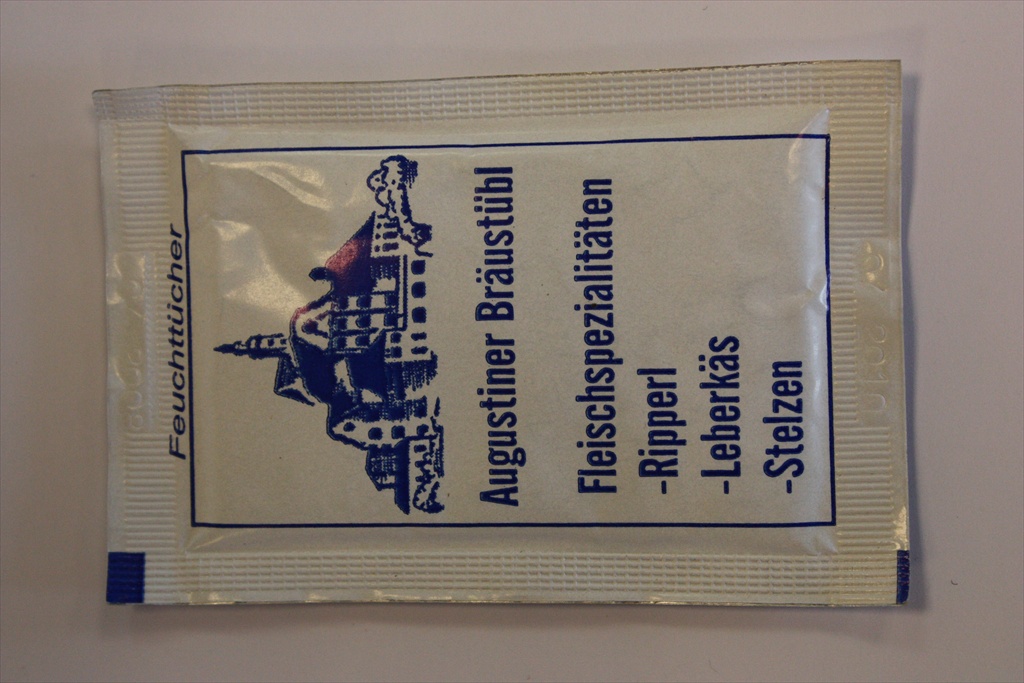 Feuchttücher
Augustiner Bräustübl
Fleischspezialitäten
-Ripperl
-Leberkäs
-Stelzen